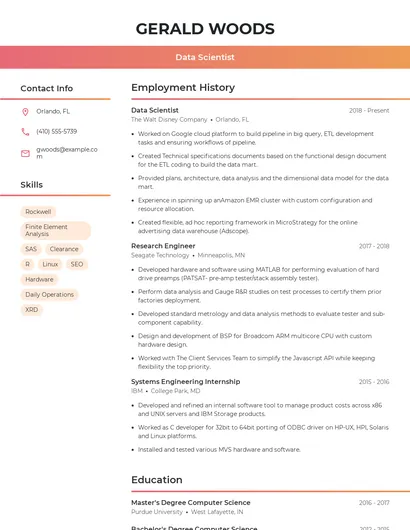 GERALD WOODS
Data Scientist
Contact Info
Orlando, FL
(410) 555-5739
gwoods@example.co
m
Skills
Rockwell
Finite Element
Analysis
SAS Clearance
R Linux SEO
Hardware
Daily Operations
XRD
Employment History
Data Scientist 2018 - Present
The Walt Disney Company • Orlando, FL
• Worked on Google cloud platform to build pipeline in big query, ETL development
tasks and ensuring workflows of pipeline.
• Created Technical specifications documents based on the functional design document
for the ETL coding to build the data mart.
• Provided plans, architecture, data analysis and the dimensional data model for the data
mart.
• Experience in spinning up anAmazon EMR cluster with custom configuration and
resource allocation.
• Created flexible, ad hoc reporting framework in MicroStrategy for the online
advertising data warehouse (Adscope).
Research Engineer 2017 - 2018
Seagate Technology • Minneapolis, MN
• Developed hardware and software using MATLAB for performing evaluation of hard
drive preamps (PATSAT- pre-amp tester/stack assembly tester).
• Perform data analysis and Gauge R&R studies on test processes to certify them prior
factories deployment.
• Developed standard metrology and data analysis methods to evaluate tester and sub-
component capability.
• Design and development of BSP for Broadcom ARM multicore CPU with custom
hardware design.
• Worked with The Client Services Team to simplify the Javascript API while keeping
flexibility the top priority.
Systems Engineering Internship 2015 - 2016
IBM • College Park, MD
• Developed and refined an internal software tool to manage product costs across x86
and UNIX servers and IBM Storage products.
• Worked as C developer for 32bit to 64bit porting of ODBC driver on HP-UX, HPI, Solaris
and Linux platforms.
• Installed and tested various MVS hardware and software.
Education
Master's Degree Computer Science 2016 - 2017
Purdue University • West Lafayette, IN
Bachelor's Degree Computer Science 2012 - 2015